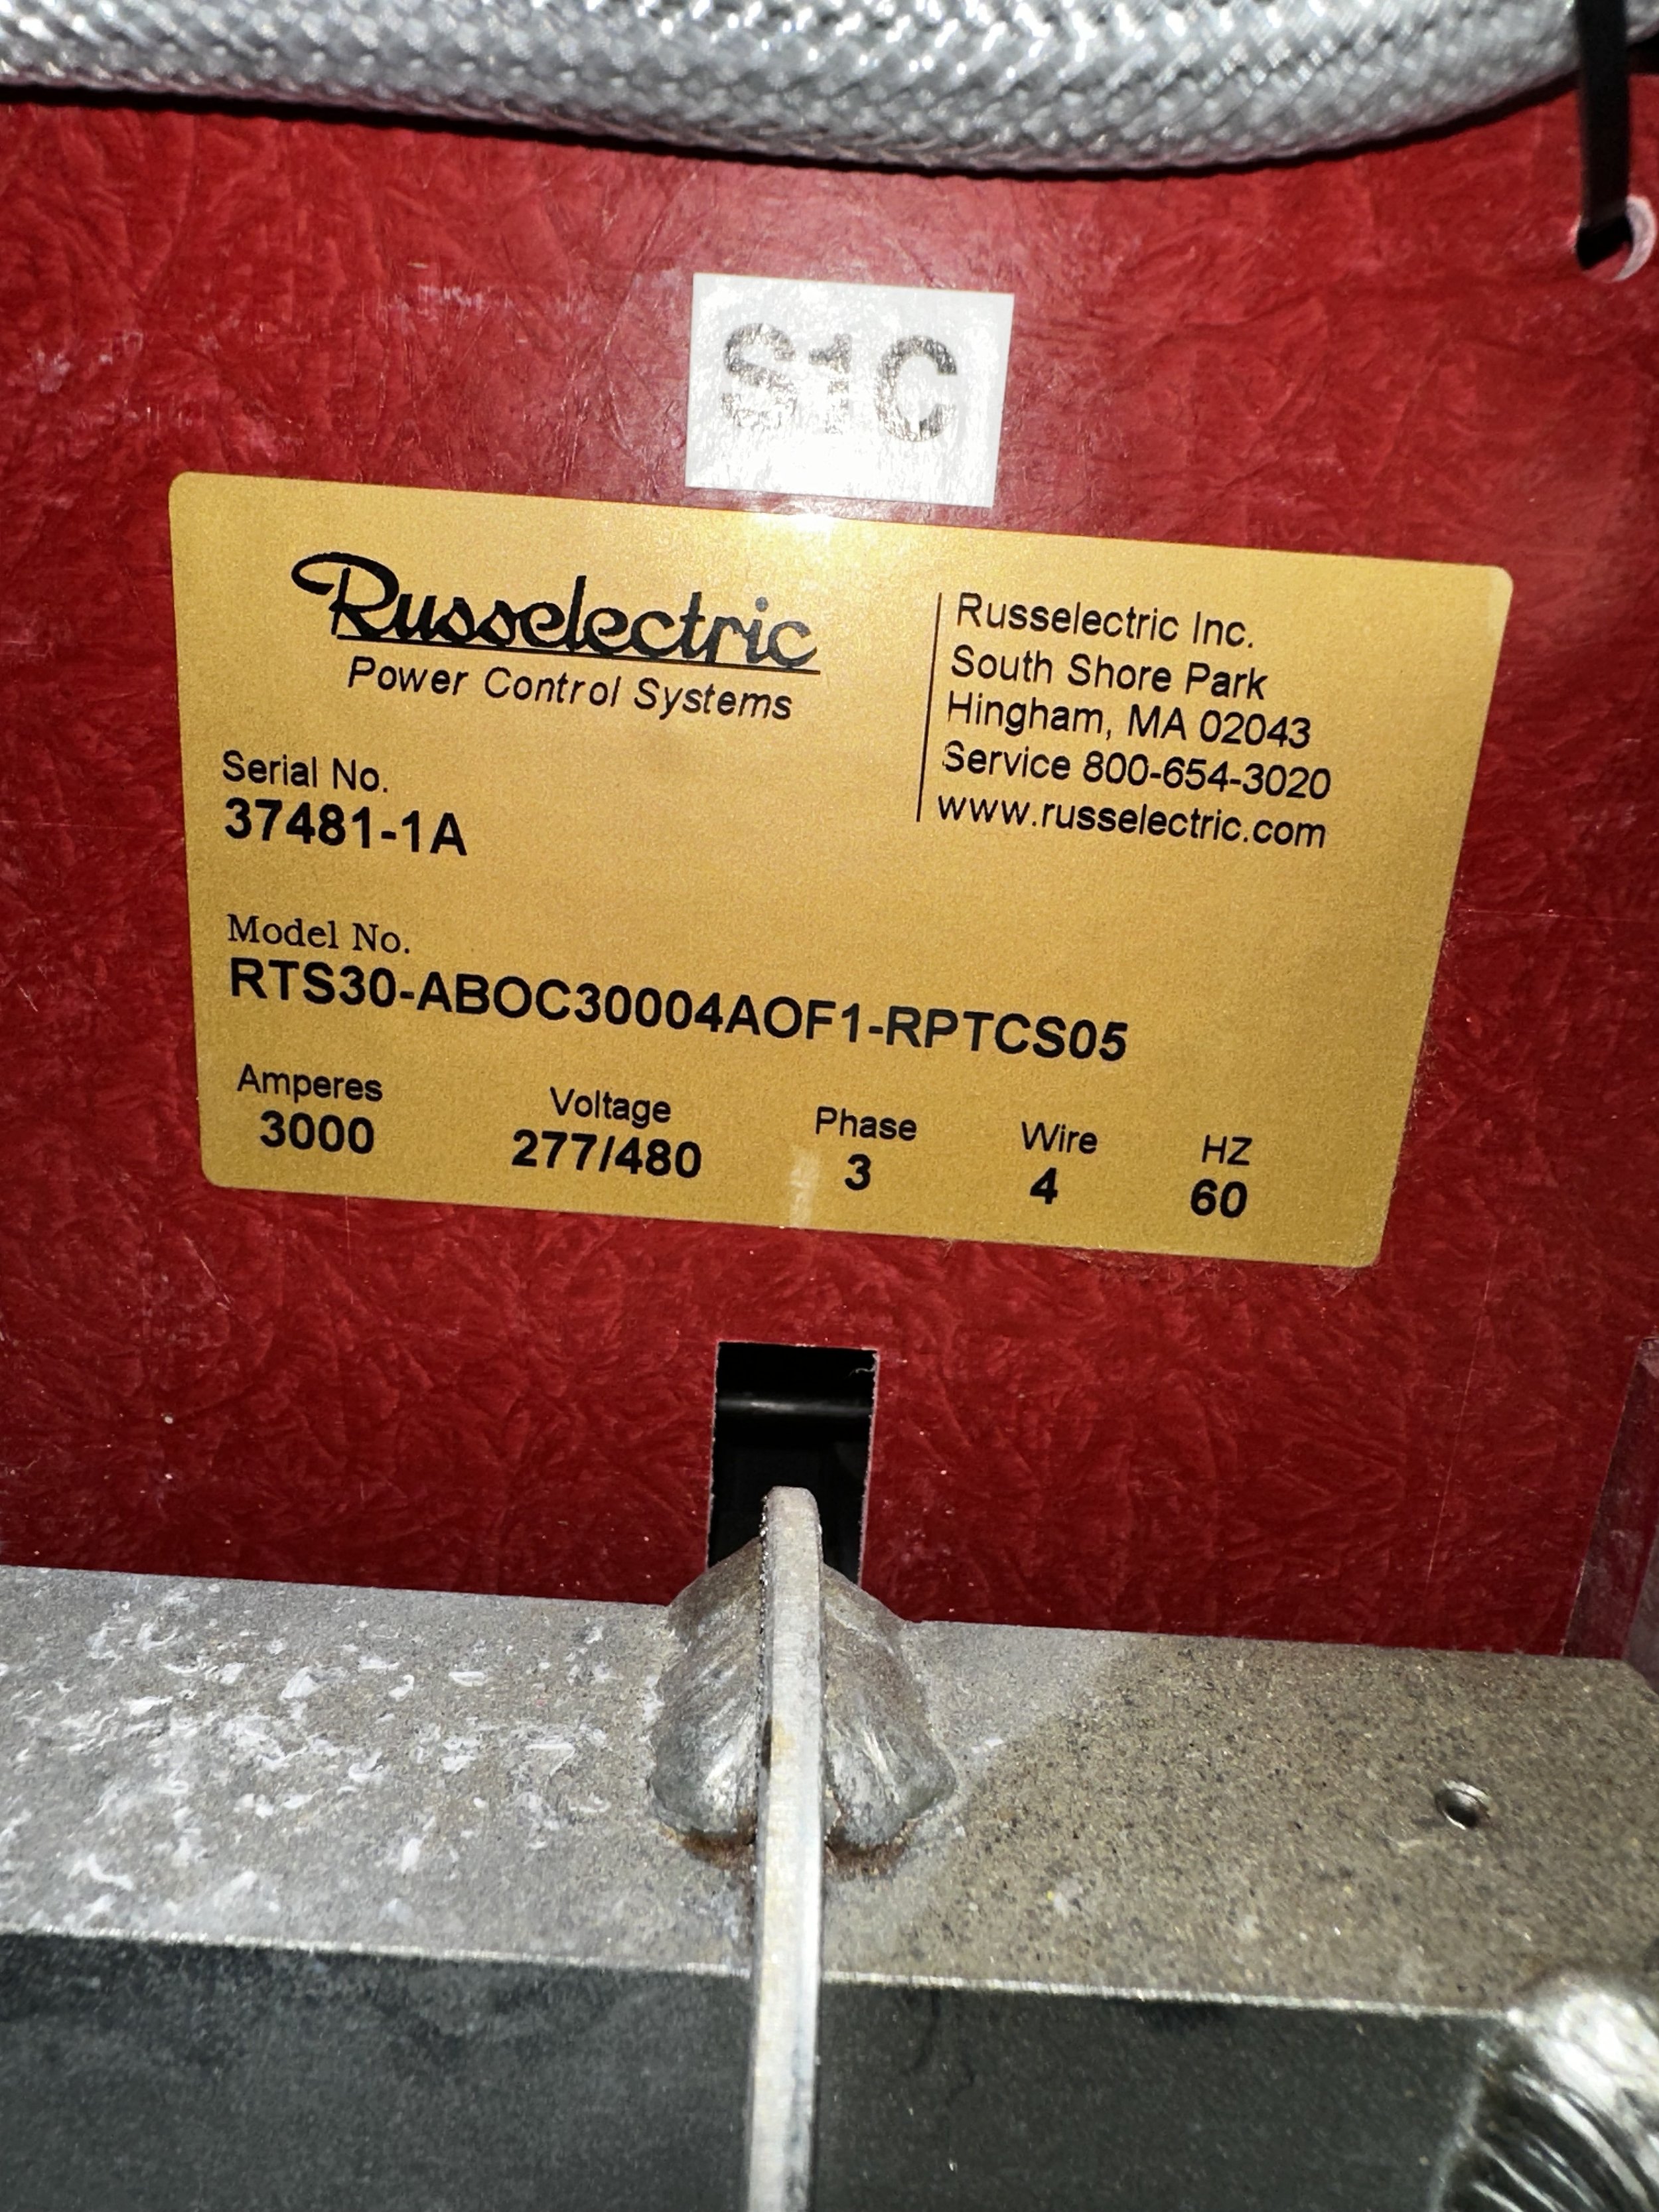 S1C
Russelectric
Power Control Systems
Russelectric Inc.
South Shore Park
Hingham, MA 02043
Service 800-654-3020
www.russelectric.com
Serial No.
37481-1A
Model No.
RTS30-ABOC30004AOF1-RPTCS05
Amperes Voltage Phase Wire HZ
3000 277/480 3 4 60